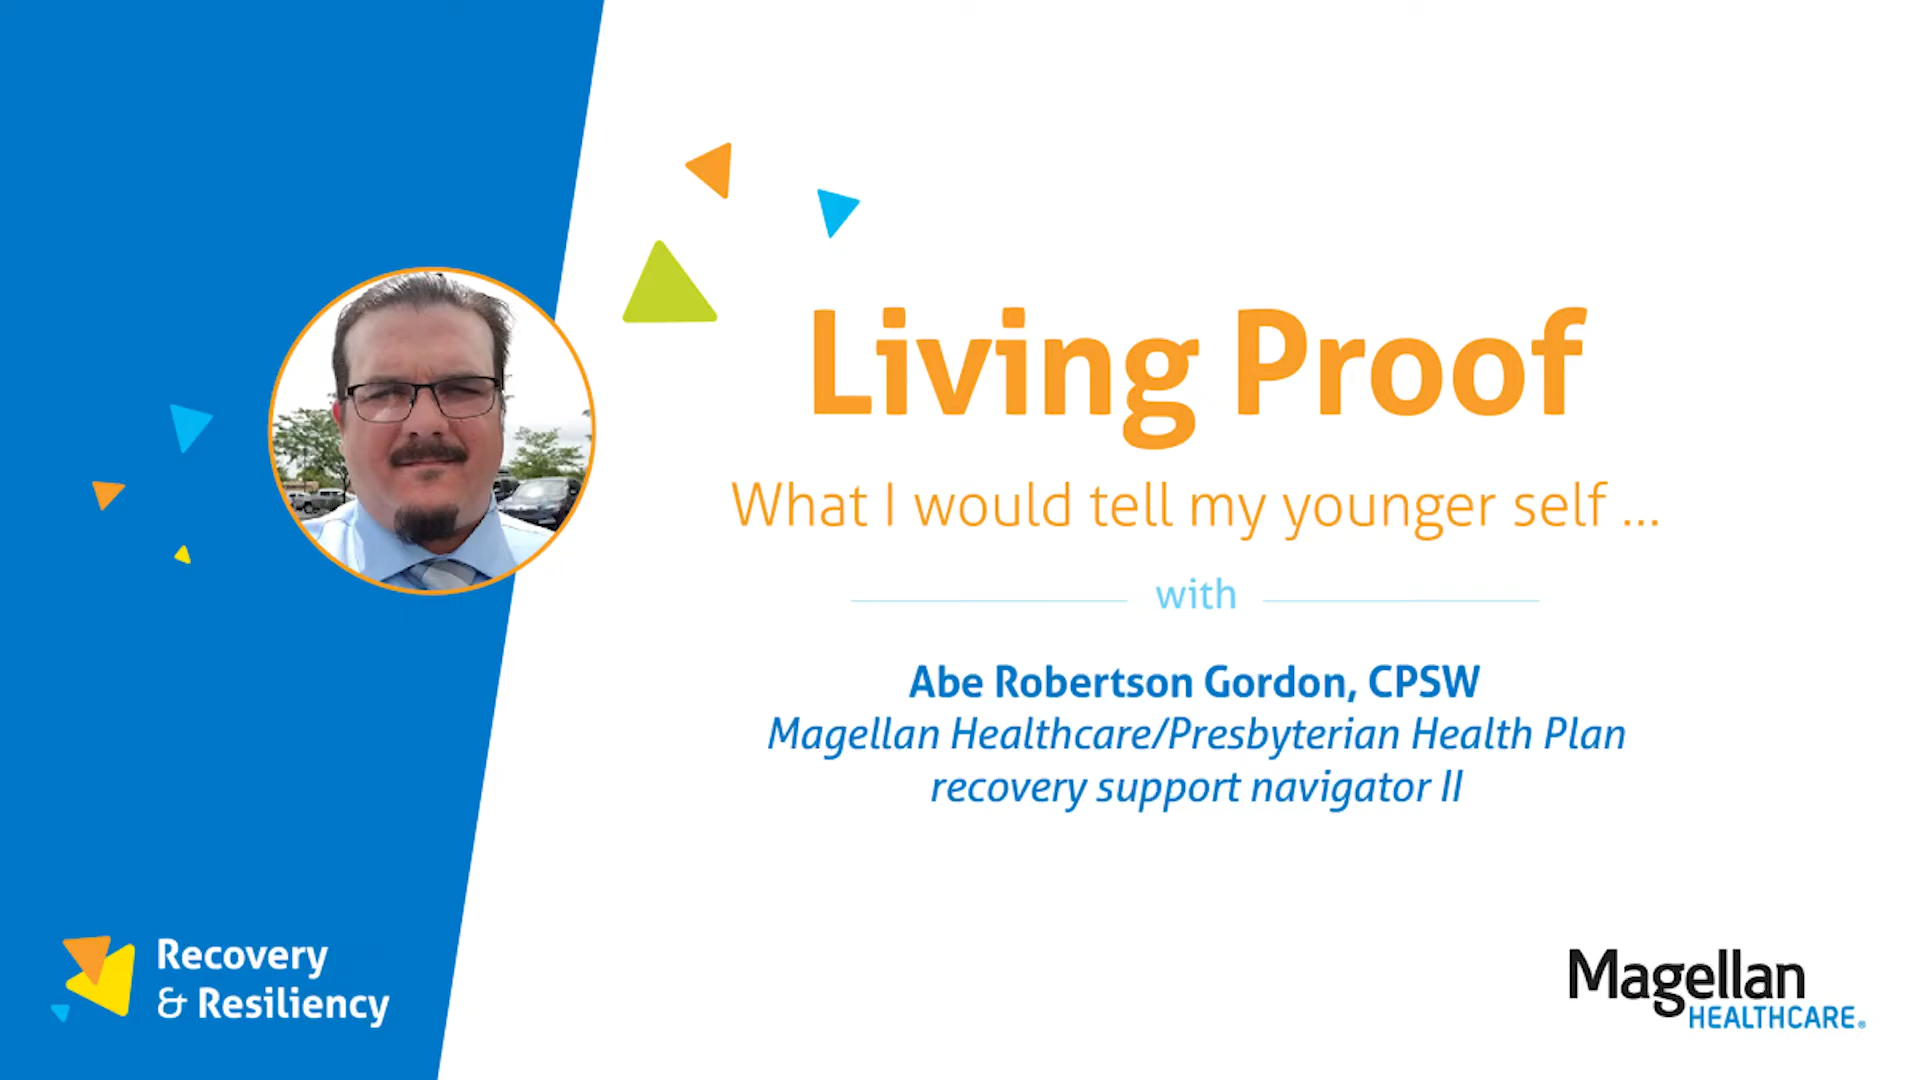 Living Proof
What I would tell my younger self ...
with
Abe Robertson Gordon, CPSW
Magellan Healthcare/Presbyterian Health Plan
recovery support navigator II
Recovery
& Resiliency
Magellan
HEALTHCARE®